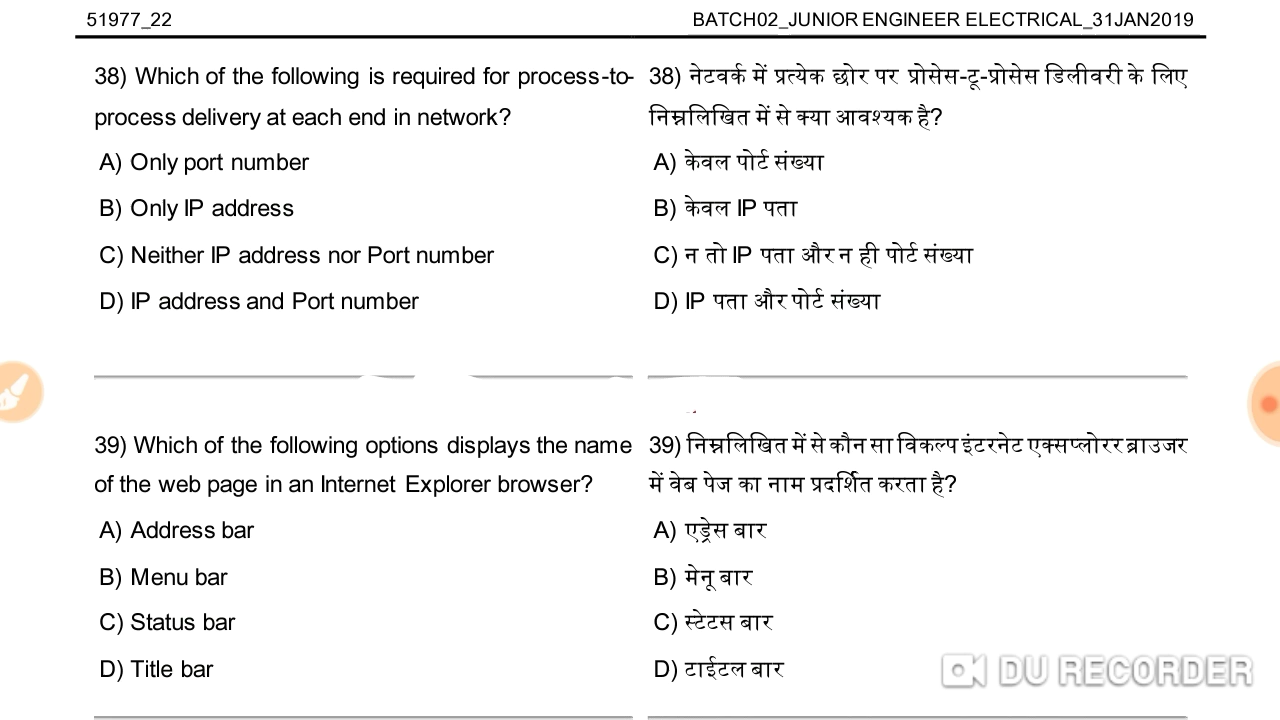 51977_22
BATCH02_JUNIOR ENGINEER ELECTRICAL_31JAN2019
38) Which of the following is required for process-to-
process delivery at each end in network?
A) Only port number
B) Only IP address
C) Neither IP address nor Port number
D) IP address and Port number
38) नेटवर्क में प्रत्येक छोर पर प्रोसेस-टू-प्रोसेस डिलीवरी के लिए
निम्नलिखित में से क्या आवश्यक है?
A) केवल पोर्ट संख्या
B) केवल IP पता
C) न तो IP पता और न ही पोर्ट संख्या
D) IP पता और पोर्ट संख्या
39) Which of the following options displays the name
of the web page in an Internet Explorer browser?
A) Address bar
B) Menu bar
C) Status bar
D) Title bar
39) निम्नलिखित में से कौन सा विकल्प इंटरनेट एक्सप्लोरर ब्राउजर
में वेब पेज का नाम प्रदर्शित करता है?
A) एड्रेस बार
B) मेनू बार
C) स्टेटस बार
D) टाईटल बार
DU RECORDER